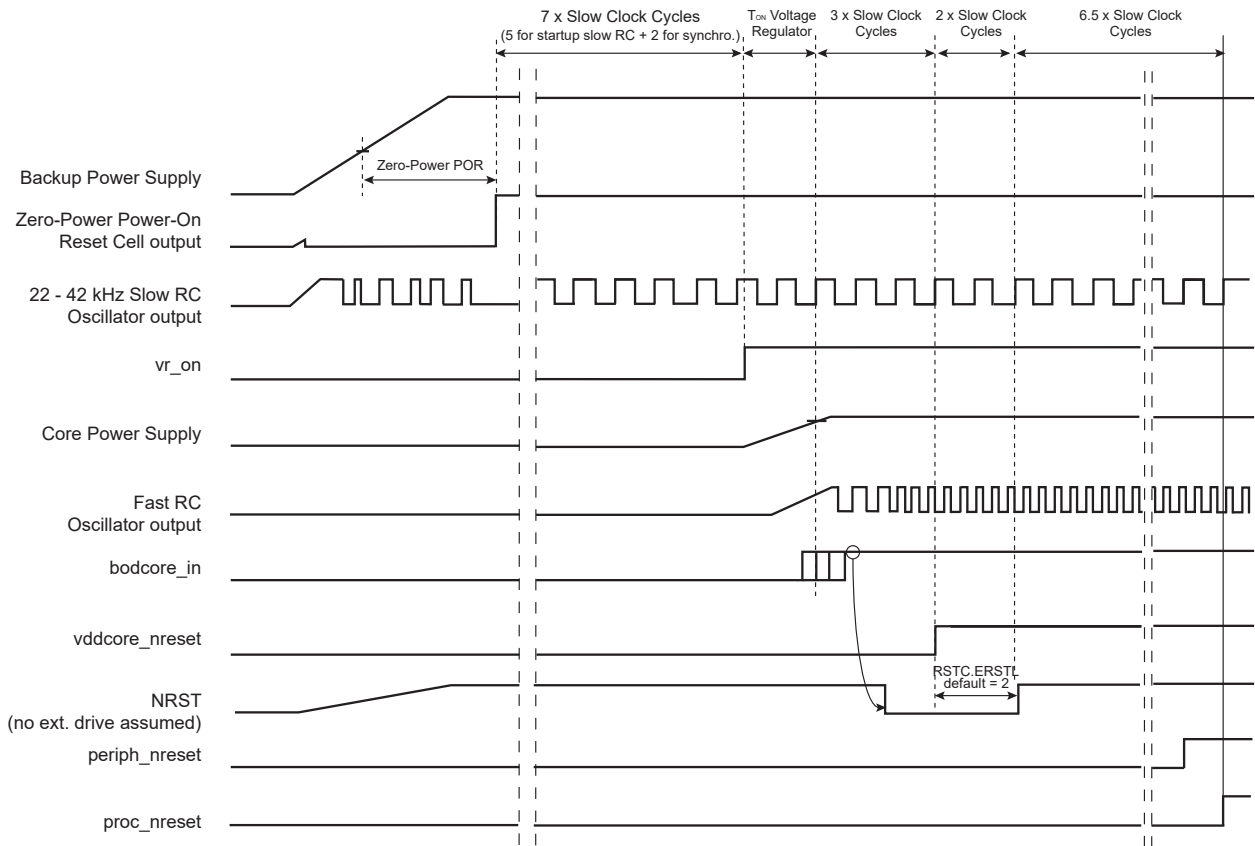 7 x Slow Clock Cycles
(5 for startup slow RC + 2 for synchro.)
TON Voltage
Regulator
3 x Slow Clock
Cycles
2 x Slow Clock
Cycles
6.5 x Slow Clock
Cycles
Zero-Power POR
Backup Power Supply
Zero-Power Power-On
Reset Cell output
22 - 42 kHz Slow RC
Oscillator output
vr_on
Core Power Supply
Fast RC
Oscillator output
bodcore_in
vddcore_nreset
RSTC.ERSTL
default = 2
NRST
(no ext. drive assumed)
periph_nreset
proc_nreset